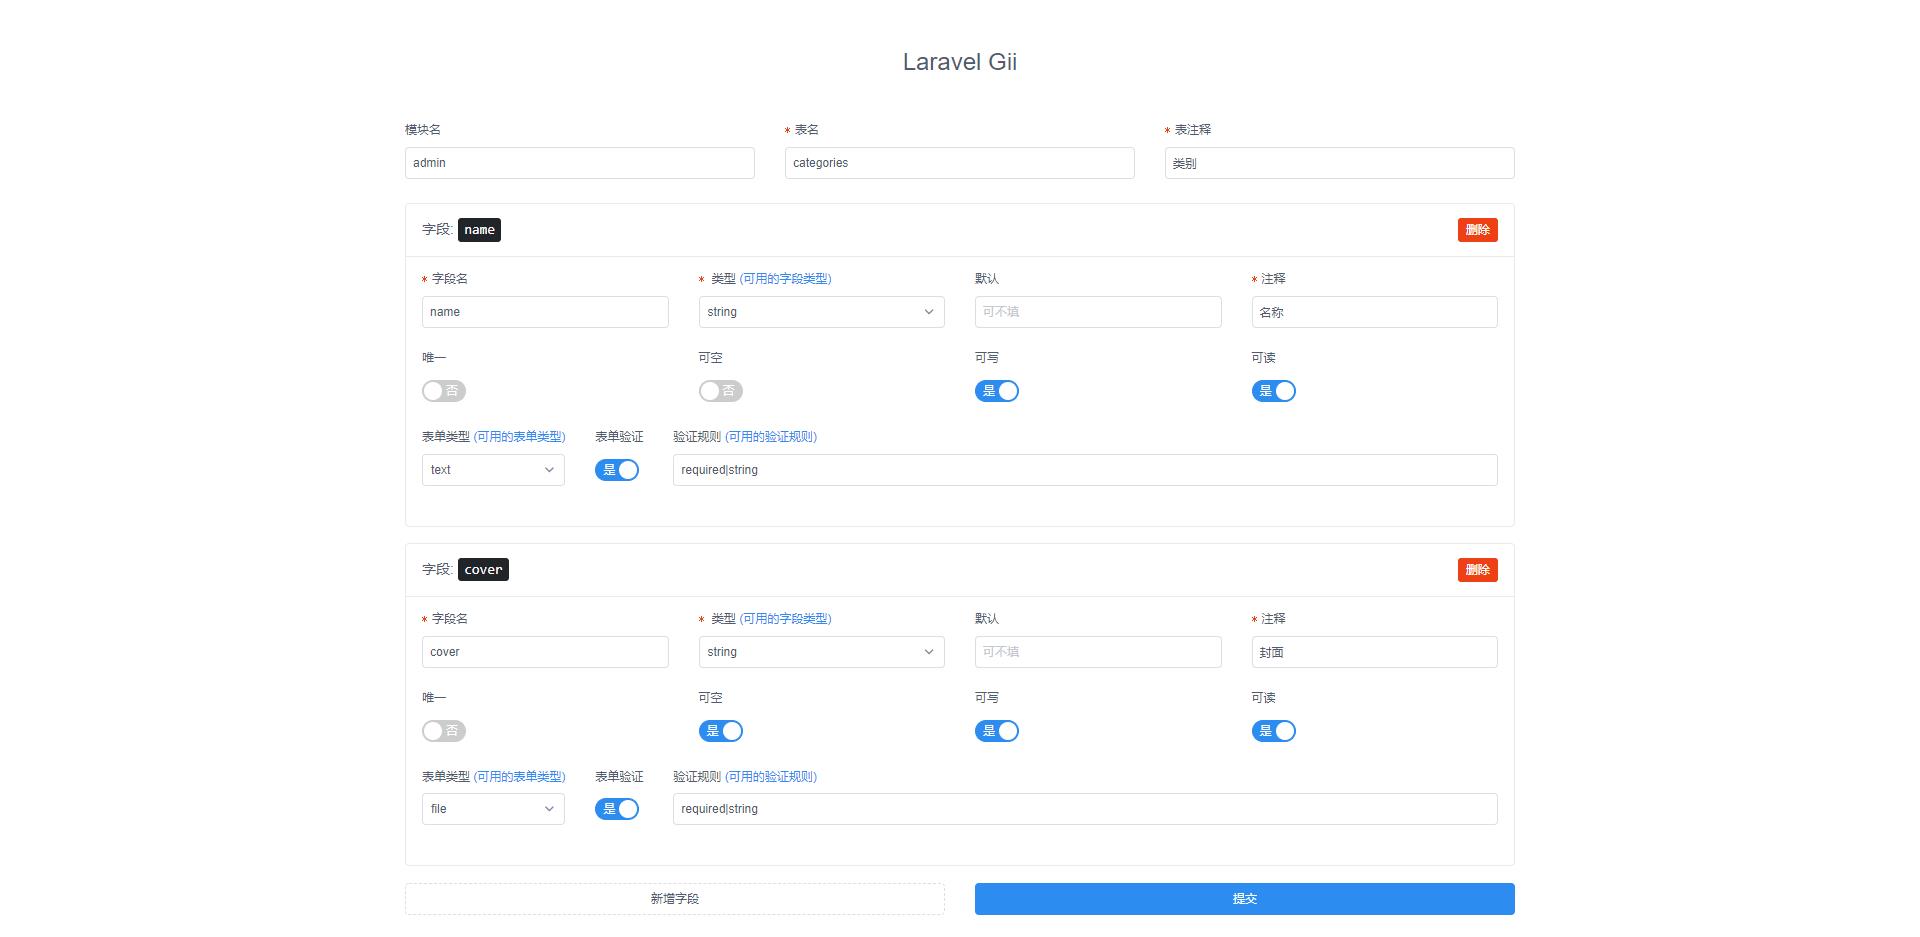 Laravel Gii
模块名 * 表名 * 表注释
admin categories 类别
字段: name 删除
* 字段名 * 类型 (可用的字段类型) 默认 * 注释
name string 可不填 名称
唯一 可空 可写 可读
否 否 是 是
表单类型 (可用的表单类型) 表单验证 验证规则 (可用的验证规则)
text 是 required|string
字段: cover 删除
* 字段名 * 类型 (可用的字段类型) 默认 * 注释
cover string 可不填 封面
唯一 可空 可写 可读
否 是 是 是
表单类型 (可用的表单类型) 表单验证 验证规则 (可用的验证规则)
file 是 required|string
新增字段 提交